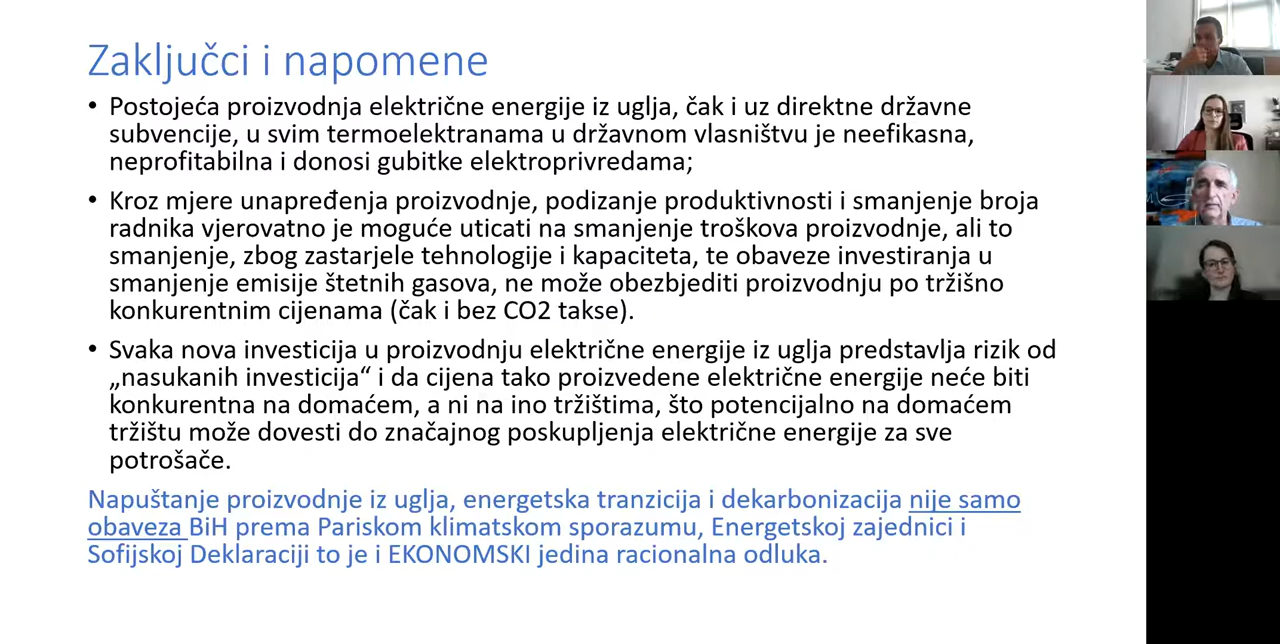 Zaključci i napomene
• Postojeća proizvodnja električne energije iz uglja, čak i uz direktne državne
subvencije, u svim termoelektranama u državnom vlasništvu je neefikasna,
neprofitabilna i donosi gubitke elektroprivredama;
• Kroz mjere unapređenja proizvodnje, podizanje produktivnosti i smanjenje broja
radnika vjerovatno je moguće uticati na smanjenje troškova proizvodnje, ali to
smanjenje, zbog zastarjele tehnologije i kapaciteta, te obaveze investiranja u
smanjenje emisije štetnih gasova, ne može obezbjediti proizvodnju po tržišno
konkurentnim cijenama (čak i bez CO2 takse).
• Svaka nova investicija u proizvodnju električne energije iz uglja predstavlja rizik od
„nasukanih investicija“ i da cijena tako proizvedene električne energije neće biti
konkurentna na domaćem, a ni na ino tržištima, što potencijalno na domaćem
tržištu može dovesti do značajnog poskupljenja električne energije za sve
potrošače.
Napuštanje proizvodnje iz uglja, energetska tranzicija i dekarbonizacija nije samo
obaveza BiH prema Pariskom klimatskom sporazumu, Energetskoj zajednici i
Sofijskoj Deklaraciji to je i EKONOMSKI jedina racionalna odluka.